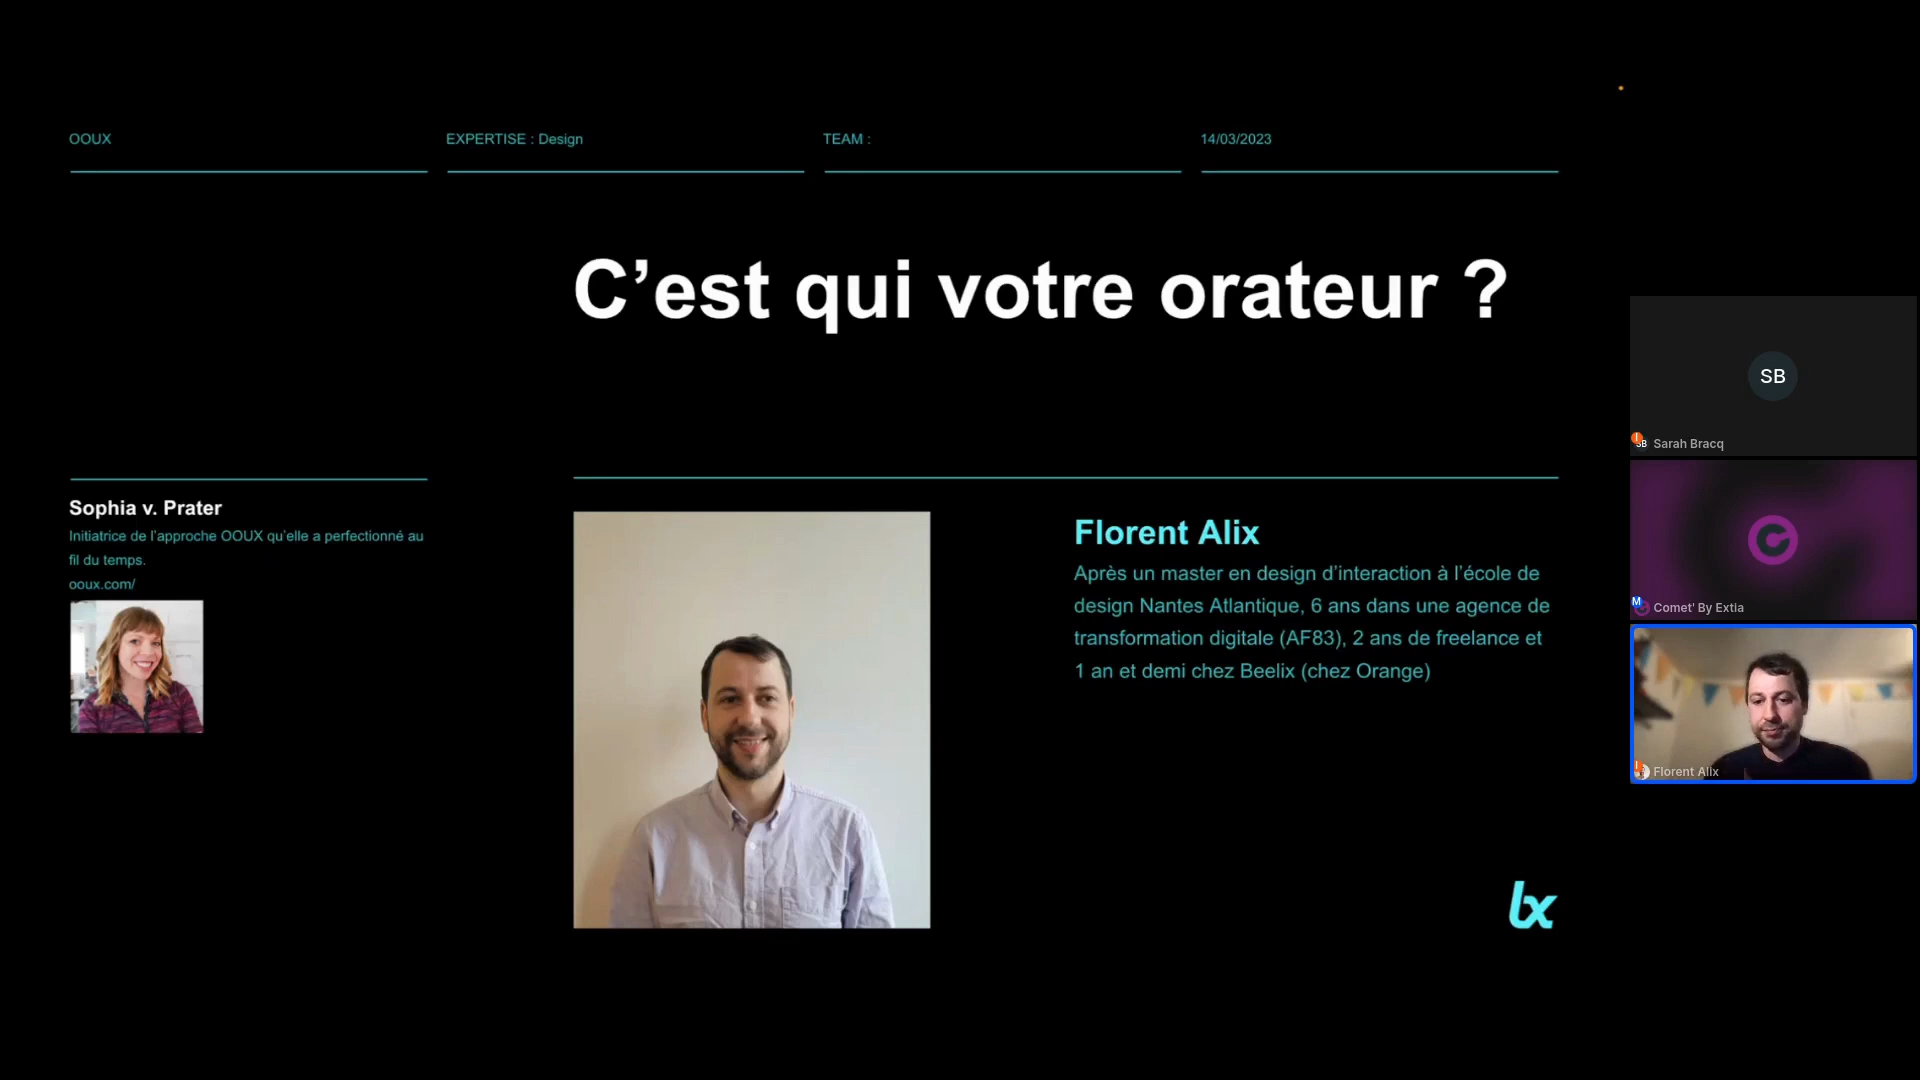 OOUX
EXPERTISE : Design
TEAM :
14/03/2023
C’est qui votre orateur ?
Sophia v. Prater
Initiatrice de l’approche OOUX qu’elle a perfectionné au
fil du temps.
ooux.com/
Florent Alix
Après un master en design d’interaction à l’école de
design Nantes Atlantique, 6 ans dans une agence de
transformation digitale (AF83), 2 ans de freelance et
1 an et demi chez Beelix (chez Orange)
lx
SB
SB Sarah Bracq
M
Comet' By Extia
Florent Alix